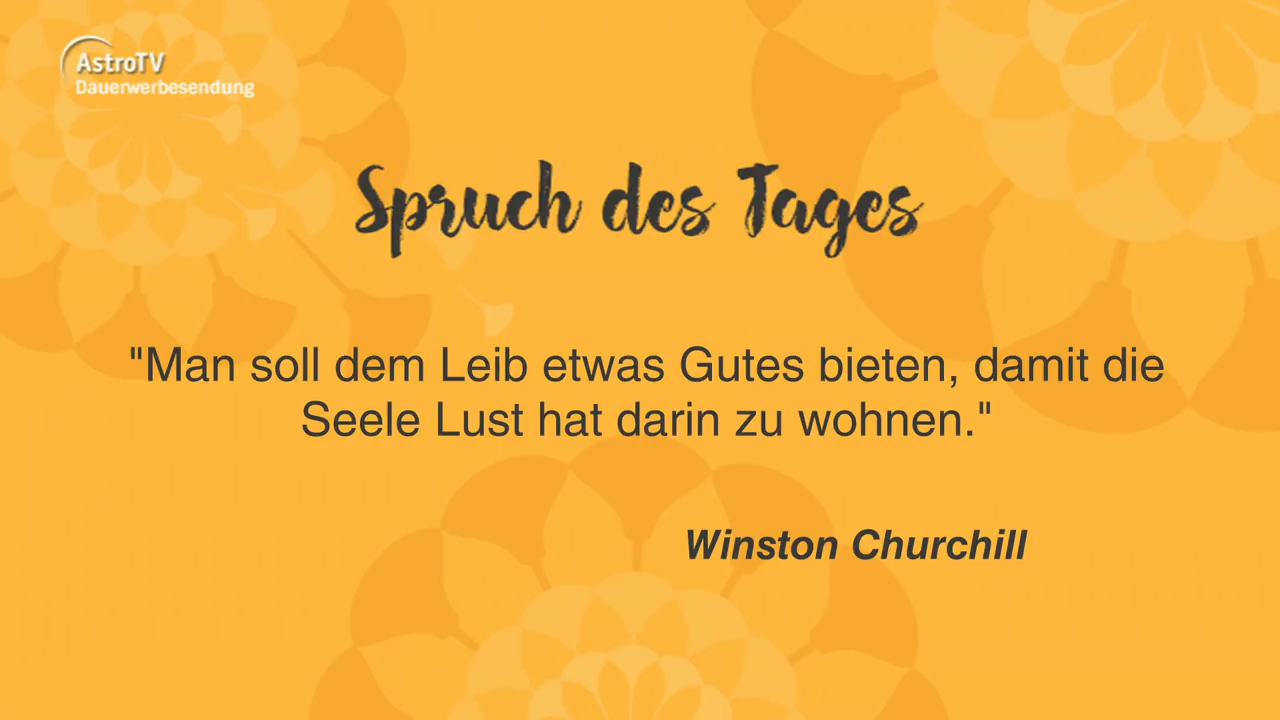 AstroTV
Dauerwerbesendung
Spruch des Tages
"Man soll dem Leib etwas Gutes bieten, damit die
Seele Lust hat darin zu wohnen."
Winston Churchill